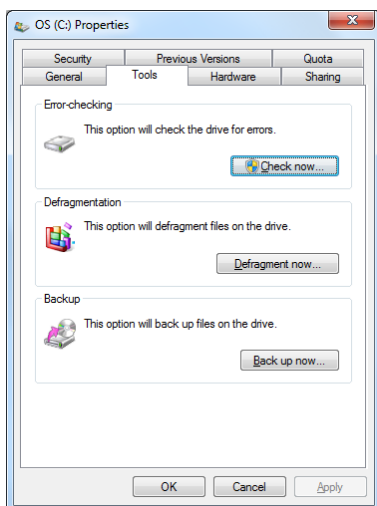 OS (C:) Properties
Security Previous Versions Quota
General Tools Hardware Sharing
Error-checking
This option will check the drive for errors.
Check now...
Defragmentation
This option will defragment files on the drive.
Defragment now...
Backup
This option will back up files on the drive.
Back up now...
OK Cancel Apply